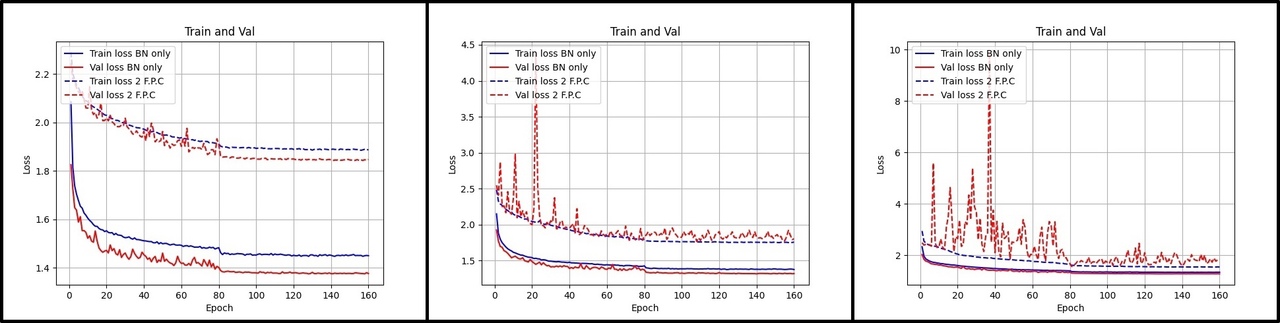 Train and Val
Train loss BN only
Val loss BN only
Train loss 2 F.P.C
Val loss 2 F.P.C
2.2
2.0
1.8
1.6
1.4
Loss
0 20 40 60 80 100 120 140 160
Epoch
Train and Val
Train loss BN only
Val loss BN only
Train loss 2 F.P.C
Val loss 2 F.P.C
4.5
4.0
3.5
3.0
2.5
2.0
1.5
Loss
0 20 40 60 80 100 120 140 160
Epoch
Train and Val
Train loss BN only
Val loss BN only
Train loss 2 F.P.C
Val loss 2 F.P.C
10
8
6
4
2
Loss
0 20 40 60 80 100 120 140 160
Epoch